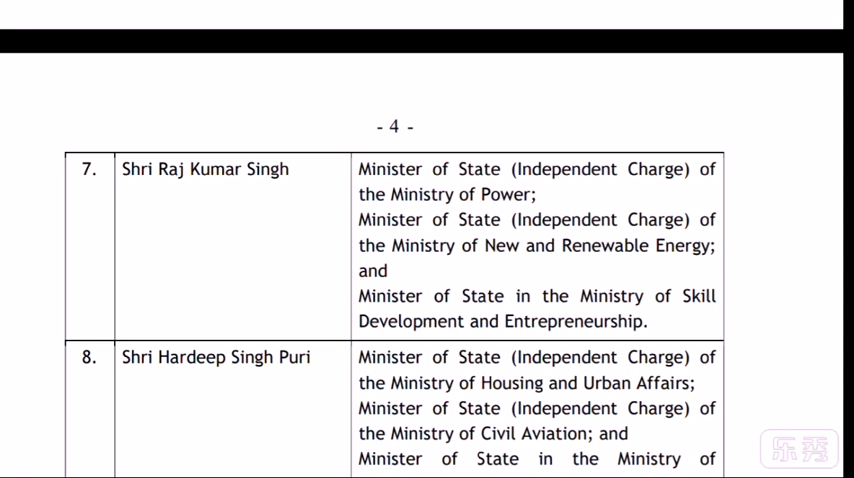 - 4 -
7. Shri Raj Kumar Singh Minister of State (Independent Charge) of
the Ministry of Power;
Minister of State (Independent Charge) of
the Ministry of New and Renewable Energy;
and
Minister of State in the Ministry of Skill
Development and Entrepreneurship.
8. Shri Hardeep Singh Puri Minister of State (Independent Charge) of
the Ministry of Housing and Urban Affairs;
Minister of State (Independent Charge) of
the Ministry of Civil Aviation; and
Minister of State in the Ministry of
乐秀